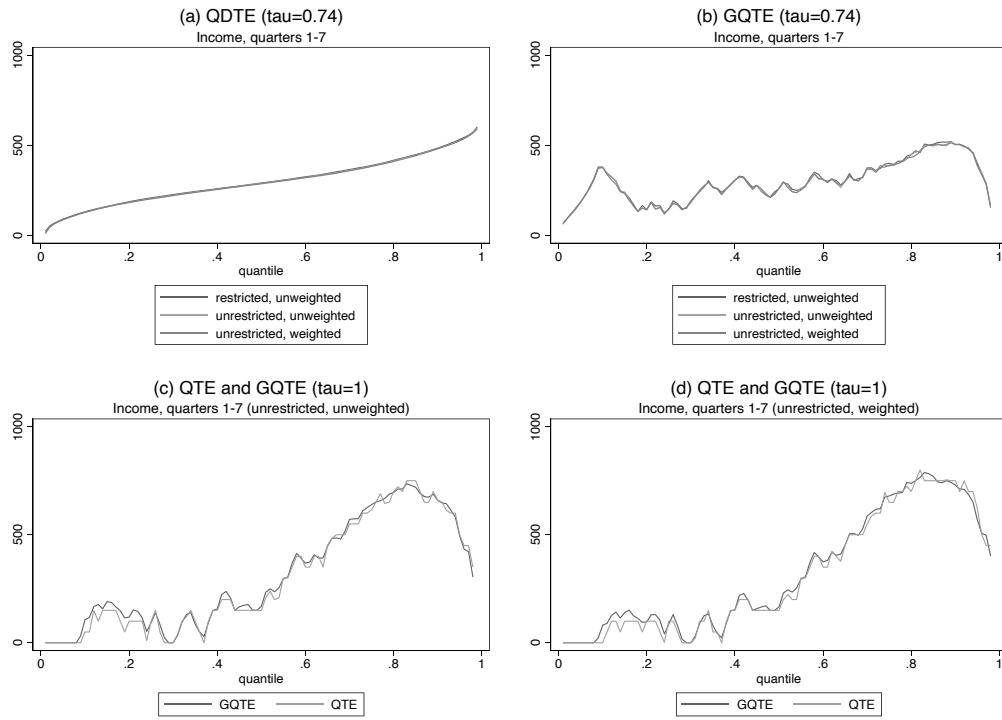 (a) QDTE (tau=0.74)
Income, quarters 1-7
1000
500
0
0
.2
.4
.6
.8
1
quantile
restricted, unweighted
unrestricted, unweighted
unrestricted, weighted
(b) GQTE (tau=0.74)
Income, quarters 1-7
1000
500
0
0
.2
.4
.6
.8
1
quantile
restricted, unweighted
unrestricted, unweighted
unrestricted, weighted
(c) QTE and GQTE (tau=1)
Income, quarters 1-7 (unrestricted, unweighted)
1000
500
0
0
.2
.4
.6
.8
1
quantile
GQTE
QTE
(d) QTE and GQTE (tau=1)
Income, quarters 1-7 (unrestricted, weighted)
1000
500
0
0
.2
.4
.6
.8
1
quantile
GQTE
QTE